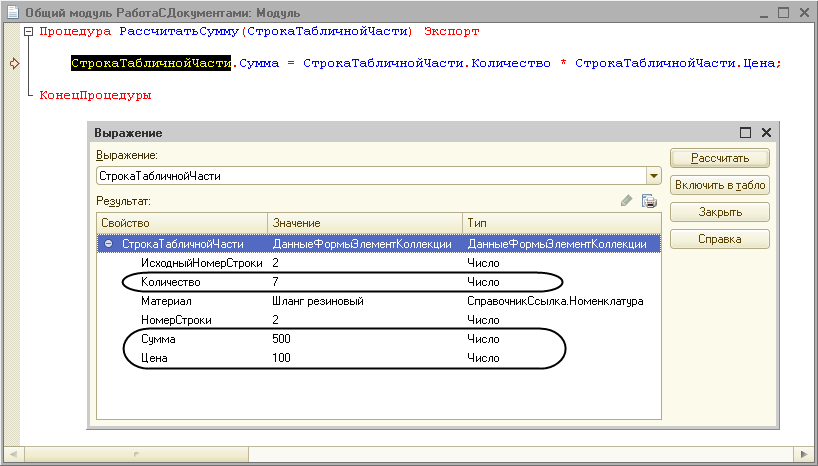 Общий модуль РаботаСДокументами: Модуль
Процедура РассчитатьСумму(СтрокаТабличнойЧасти) Экспорт
СтрокаТабличнойЧасти.Сумма = СтрокаТабличнойЧасти.Количество * СтрокаТабличнойЧасти.Цена;
КонецПроцедуры
Выражение
Выражение:
Рассчитать
СтрокаТабличнойЧасти
Включить в табло
Результат:
Закрыть
Свойство Значение Тип
Справка
СтрокаТабличнойЧасти ДанныеФормыЭлементКоллекции ДанныеФормыЭлементКоллекции
ИсходныйНомерСтроки 2 Число
Количество 7 Число
Материал Шланг резиновый СправочникСсылка.Номенклатура
НомерСтроки 2 Число
Сумма 500 Число
Цена 100 Число